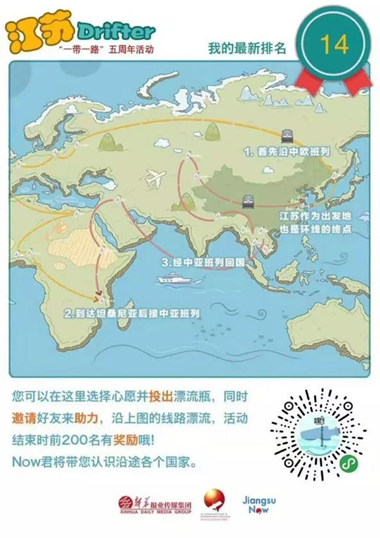 江苏 Drifter
"一带一路"五周年活动
我的最新排名
14
1. 首先沿中欧班列
江苏作为出发地
也是环线的终点
3.经中亚班列回国
2.到达坦桑尼亚后接中亚班列
您可以在这里选择心愿并投出漂流瓶，同时
邀请好友来助力，沿上图的线路漂流，活动
结束时前200名有奖励哦!
Now君将带您认识沿途各个国家。
新华报业传媒集团
XINHUA DAILY MEDIA GROUP
Jiangsu
Now